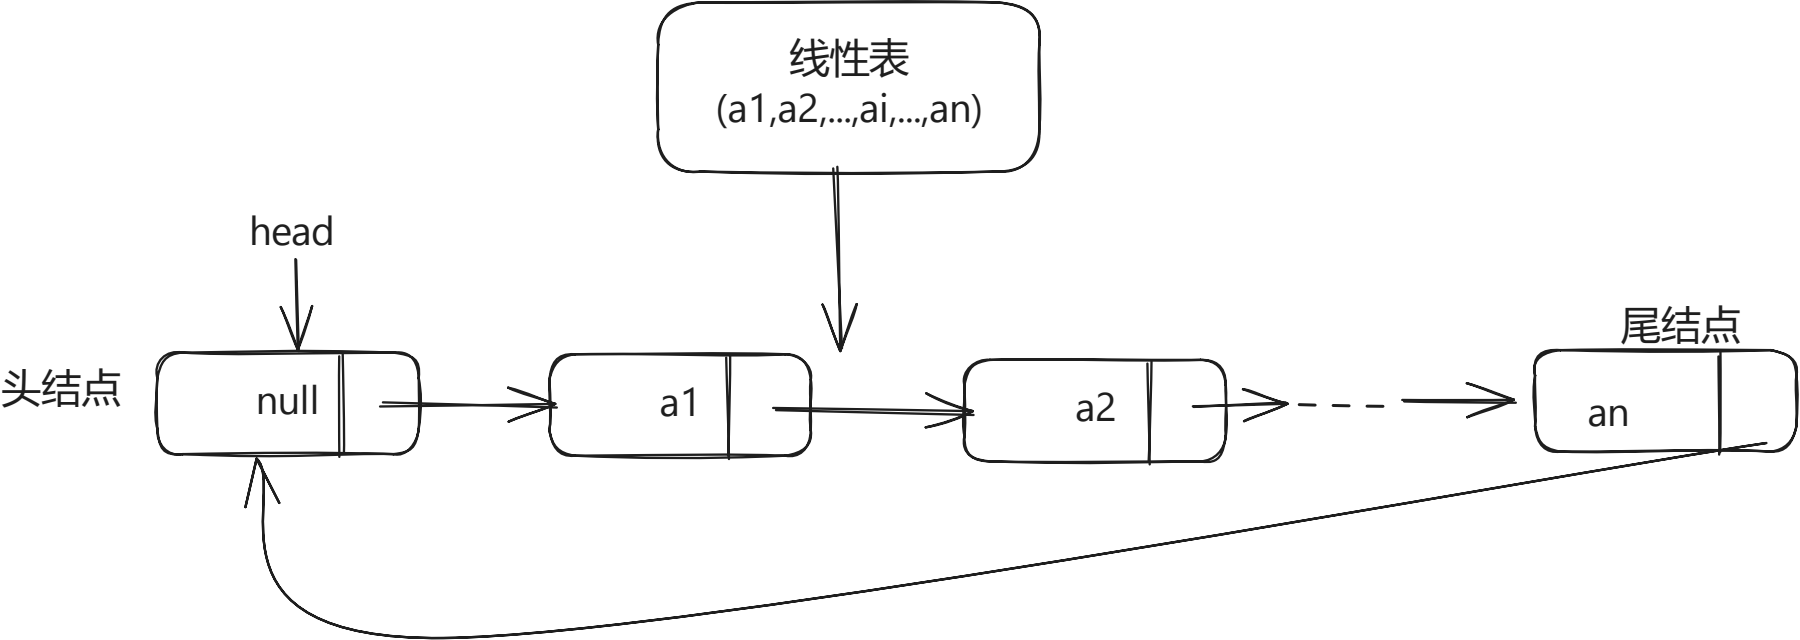 线性表
(a1,a2,...,ai,...,an)
head
尾结点
头结点
null
a1
a2
an